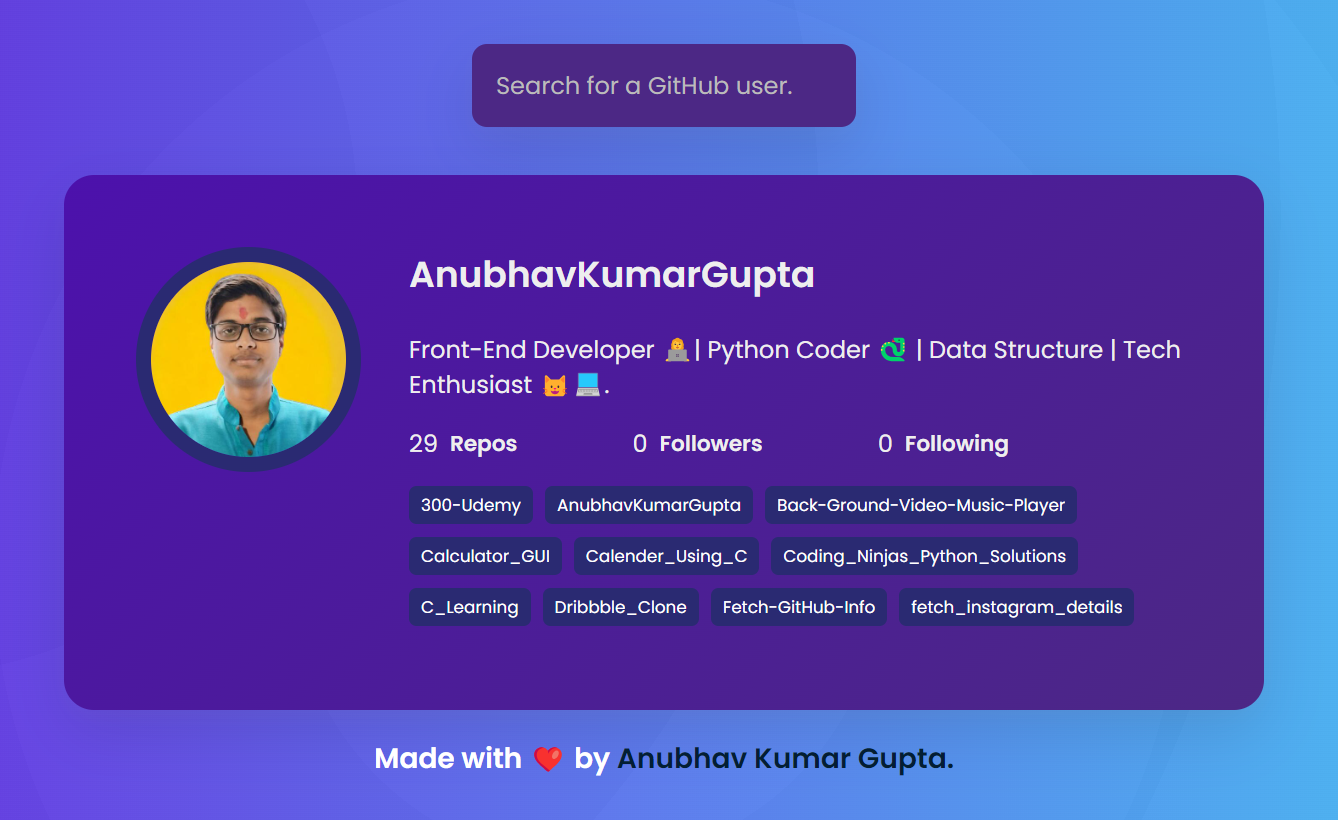 Search for a GitHub user.
AnubhavKumarGupta
Front-End Developer 🧑‍💻| Python Coder 🐍 | Data Structure | Tech
Enthusiast 😺 💻.
29 Repos 0 Followers 0 Following
300-Udemy AnubhavKumarGupta Back-Ground-Video-Music-Player
Calculator_GUI Calender_Using_C Coding_Ninjas_Python_Solutions
C_Learning Dribbble_Clone Fetch-GitHub-Info fetch_instagram_details
Made with ❤️ by Anubhav Kumar Gupta.